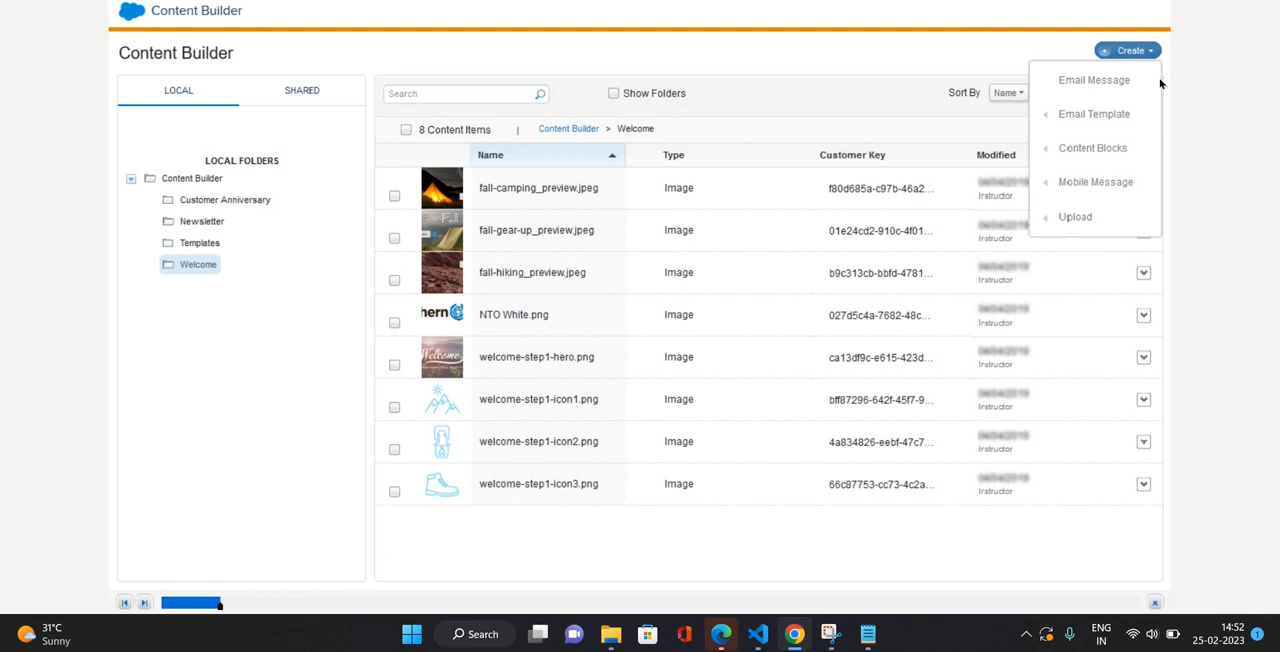 Content Builder
Content Builder
Create
LOCAL
SHARED
Search
Show Folders
Sort By
Name
Email Message
Email Template
Content Blocks
Mobile Message
Upload
LOCAL FOLDERS
Content Builder
Customer Anniversary
Newsletter
Templates
Welcome
8 Content Items | Content Builder > Welcome
Name Type Customer Key Modified
fall-camping_preview.jpeg Image f80d685a-c97b-46a2...
Instructor
fall-gear-up_preview.jpeg Image 01e24cd2-910c-4f01...
Instructor
fall-hiking_preview.jpeg Image b9c313cb-bbfd-4781...
Instructor
hern
NTO White.png Image 027d5c4a-7682-48c...
Instructor
Welcome
welcome-step1-hero.png Image ca13df9c-e615-423d...
Instructor
welcome-step1-icon1.png Image bff87296-642f-45f7-9...
Instructor
welcome-step1-icon2.png Image 4a834826-eebf-47c7...
Instructor
welcome-step1-icon3.png Image 66c87753-cc73-4c2a...
Instructor
31°C
Sunny
Search
ENG
IN
14:52
25-02-2023
1